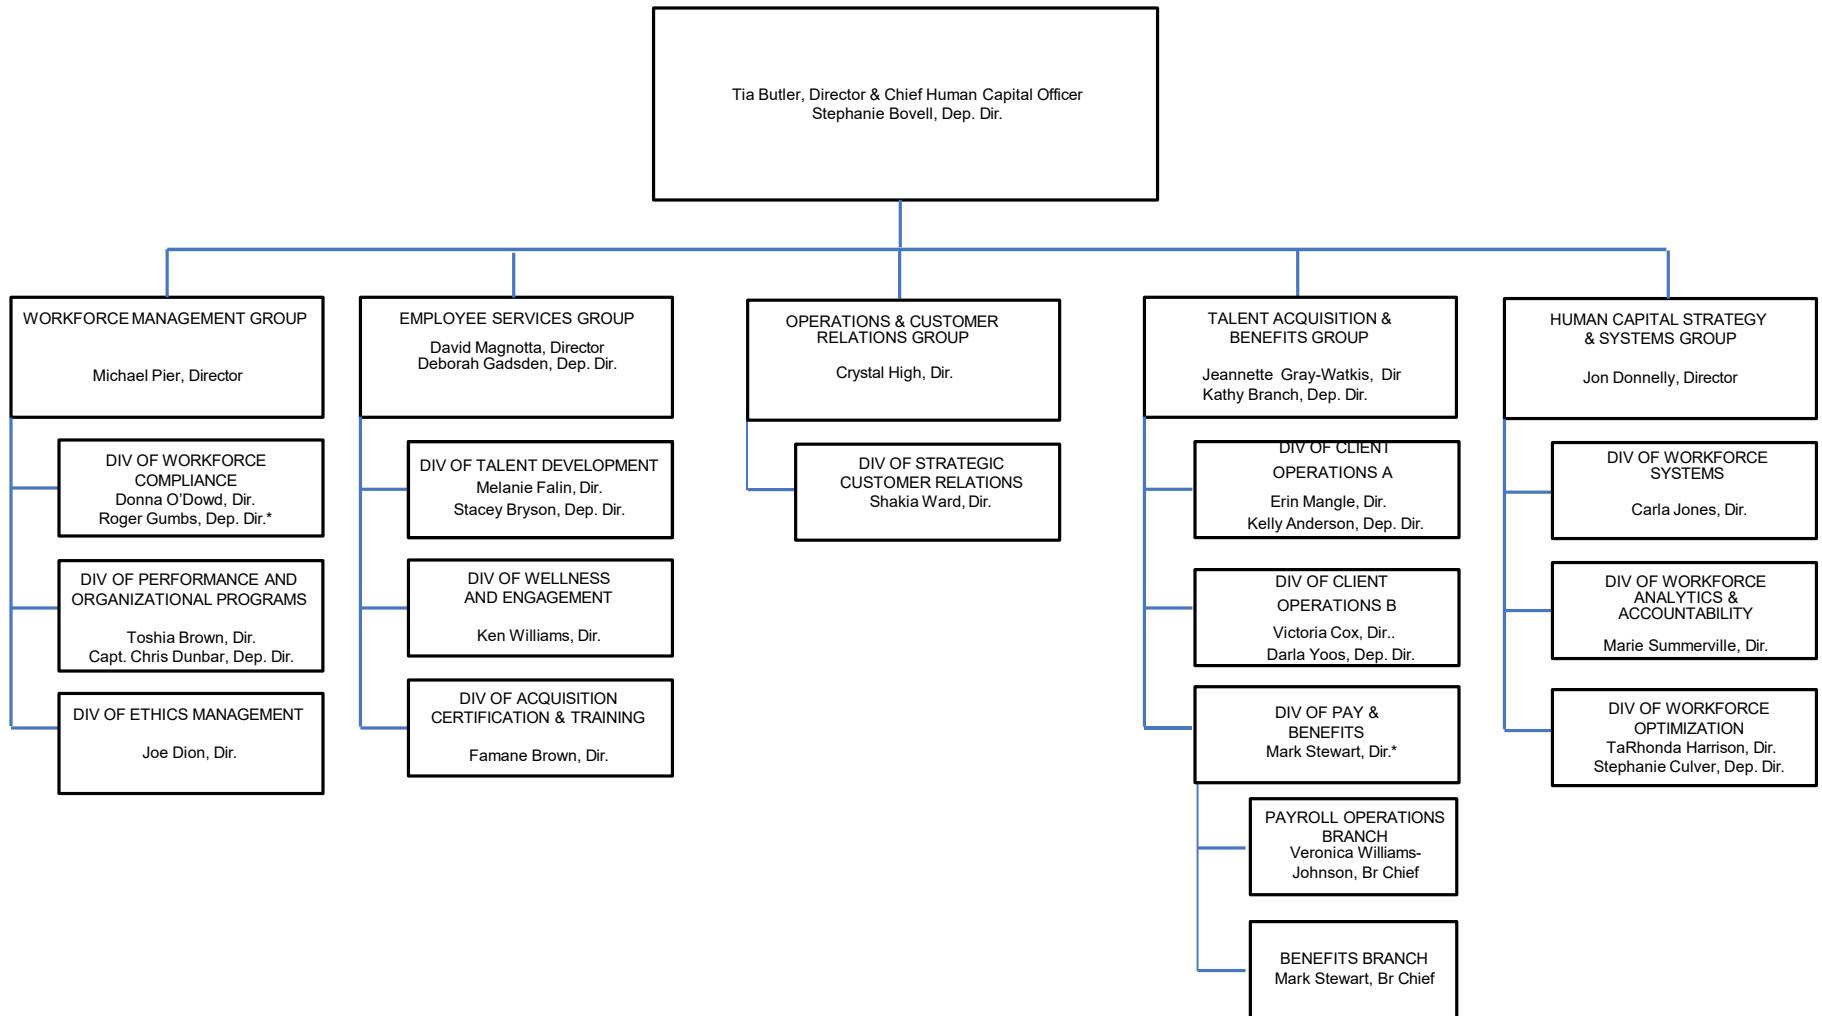 Tia Butler, Director & Chief Human Capital Officer
Stephanie Bovell, Dep. Dir.
WORKFORCE MANAGEMENT GROUP
Michael Pier, Director
DIV OF WORKFORCE
COMPLIANCE
Donna O’Dowd, Dir.
Roger Gumbs, Dep. Dir.*
DIV OF PERFORMANCE AND
ORGANIZATIONAL PROGRAMS
Toshia Brown, Dir.
Capt. Chris Dunbar, Dep. Dir.
DIV OF ETHICS MANAGEMENT
Joe Dion, Dir.
EMPLOYEE SERVICES GROUP
David Magnotta, Director
Deborah Gadsden, Dep. Dir.
DIV OF TALENT DEVELOPMENT
Melanie Falin, Dir.
Stacey Bryson, Dep. Dir.
DIV OF WELLNESS
AND ENGAGEMENT
Ken Williams, Dir.
DIV OF ACQUISITION
CERTIFICATION & TRAINING
Famane Brown, Dir.
OPERATIONS & CUSTOMER
RELATIONS GROUP
Crystal High, Dir.
DIV OF STRATEGIC
CUSTOMER RELATIONS
Shakia Ward, Dir.
TALENT ACQUISITION &
BENEFITS GROUP
Jeannette Gray-Watkis, Dir
Kathy Branch, Dep. Dir.
DIV OF CLIENT
OPERATIONS A
Erin Mangle, Dir.
Kelly Anderson, Dep. Dir.
DIV OF CLIENT
OPERATIONS B
Victoria Cox, Dir..
Darla Yoos, Dep. Dir.
DIV OF PAY &
BENEFITS
Mark Stewart, Dir.*
PAYROLL OPERATIONS
BRANCH
Veronica Williams-
Johnson, Br Chief
BENEFITS BRANCH
Mark Stewart, Br Chief
HUMAN CAPITAL STRATEGY
& SYSTEMS GROUP
Jon Donnelly, Director
DIV OF WORKFORCE
SYSTEMS
Carla Jones, Dir.
DIV OF WORKFORCE
ANALYTICS &
ACCOUNTABILITY
Marie Summerville, Dir.
DIV OF WORKFORCE
OPTIMIZATION
TaRhonda Harrison, Dir.
Stephanie Culver, Dep. Dir.